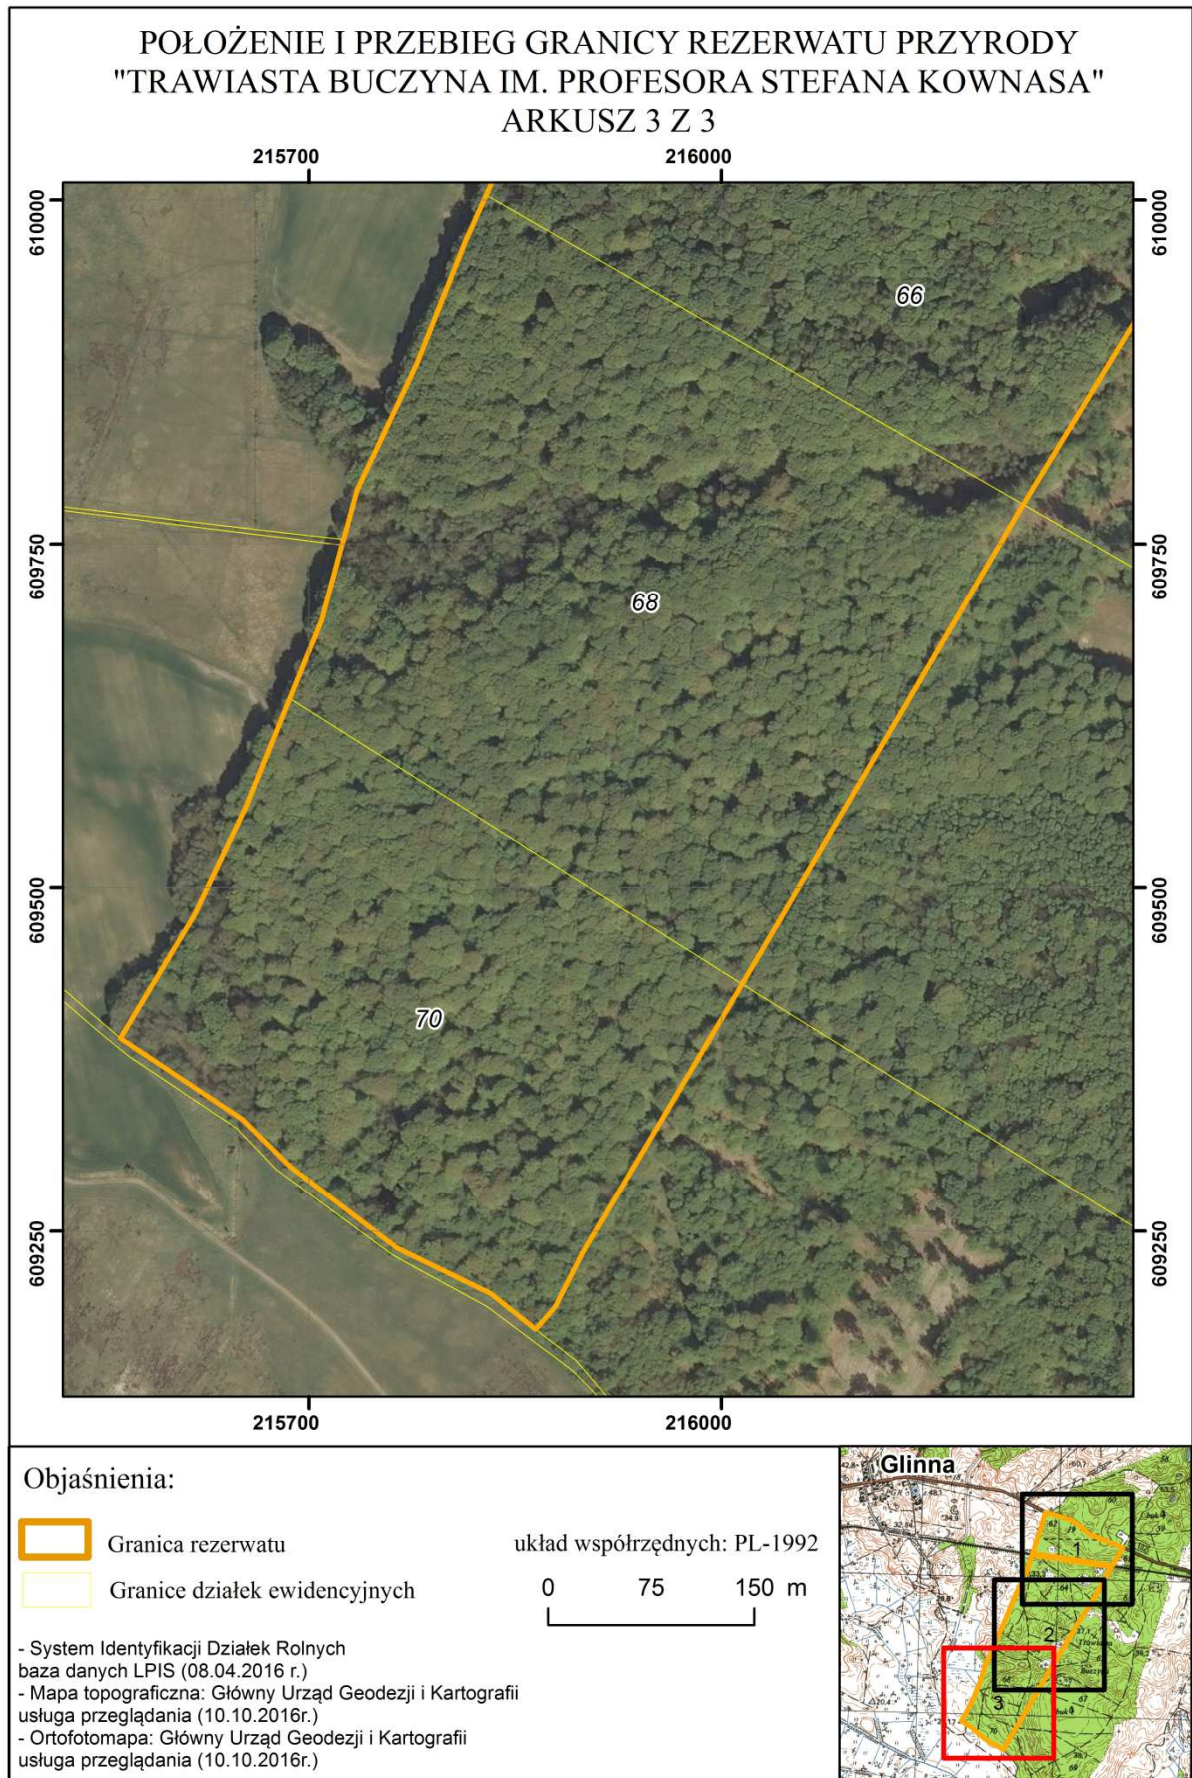 POŁOŻENIE I PRZEBIEG GRANICY REZERWATU PRZYRODY
"TRAWIASTA BUCZYNA IM. PROFESORA STEFANA KOWNASA"
ARKUSZ 3 Z 3
215700 216000
610000 610000
66
609750 609750
68
609500 609500
70
609250 609250
215700 216000
Objaśnienia:
Granica rezerwatu
Granice działek ewidencyjnych
układ współrzędnych: PL-1992
0 75 150 m
- System Identyfikacji Działek Rolnych
baza danych LPIS (08.04.2016 r.)
- Mapa topograficzna: Główny Urząd Geodezji i Kartografii
usługa przeglądania (10.10.2016r.)
- Ortofotomapa: Główny Urząd Geodezji i Kartografii
usługa przeglądania (10.10.2016r.)
Glinna
1
2
3